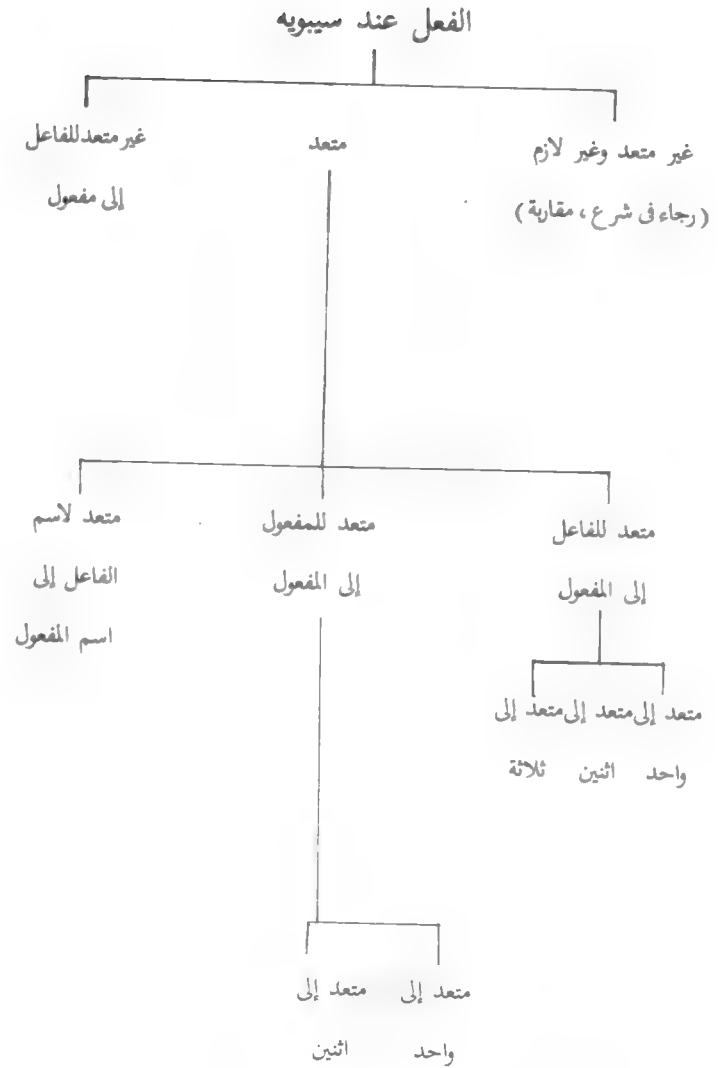 الفعل عند سيبويه
غير متعد وغير لازم
(رجاء فى شرع ، مقاربة)
متعد
غير متعد للفاعل
إلى مفعول
متعد للفاعل
إلى المفعول
متعد للمفعول
إلى المفعول
متعد لاسم
الفاعل إلى
اسم المفعول
متعد إلى
واحد
متعد إلى
اثنين
متعد إلى
ثلاثة
متعد إلى
واحد
متعد إلى
اثنين